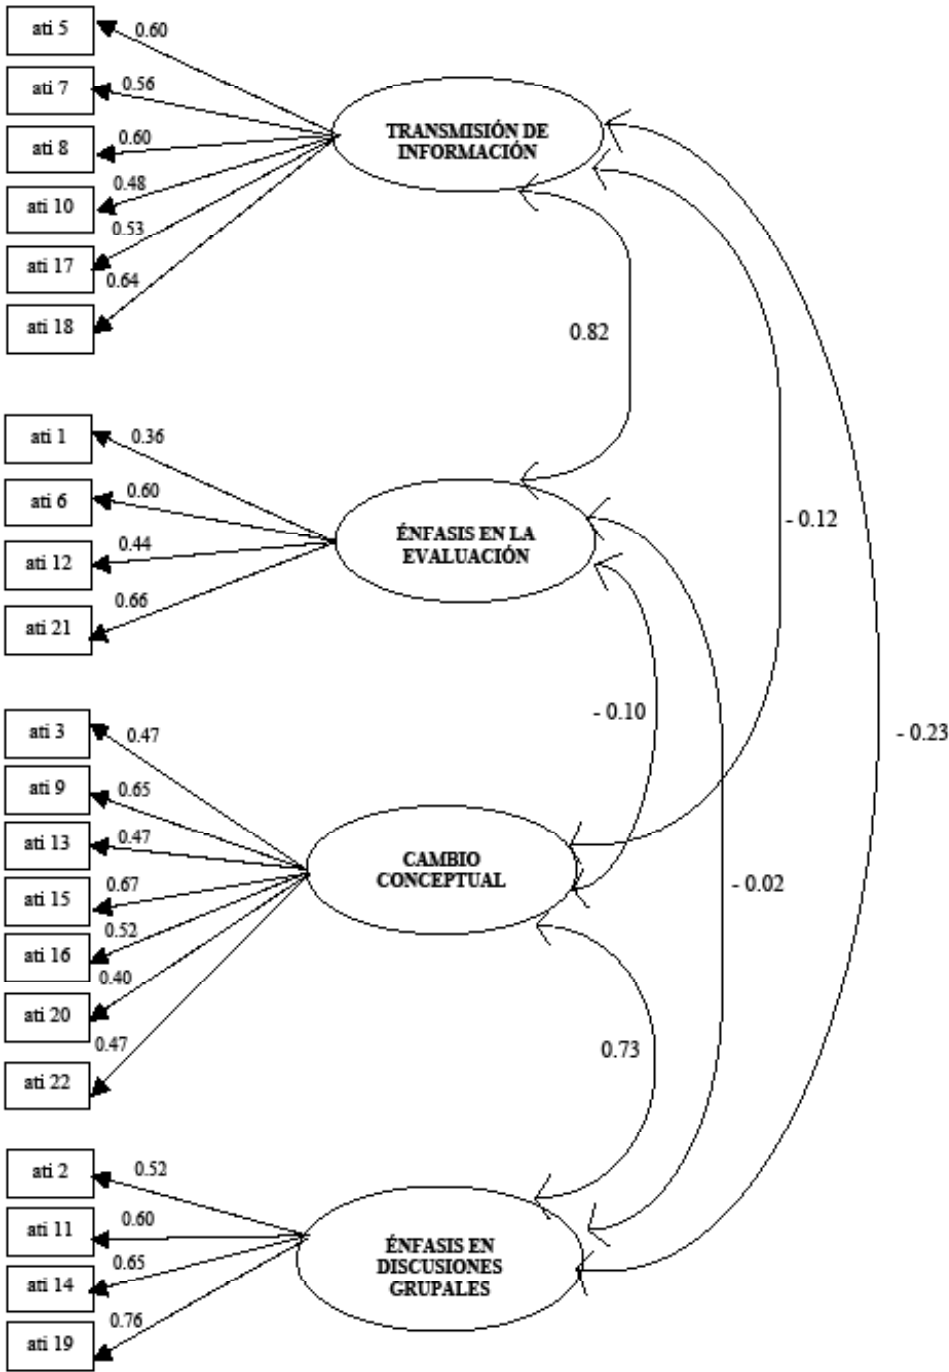 ati 5
0.60
ati 7
0.56
ati 8
0.60
ati 10
0.48
ati 17
0.53
ati 18
0.64
TRANSMISIÓN DE
INFORMACIÓN
0.82
ati 1
0.36
ati 6
0.60
ati 12
0.44
ati 21
0.66
ÉNFASIS EN LA
EVALUACIÓN
- 0.12
- 0.10
- 0.23
ati 3
0.47
ati 9
0.65
ati 13
0.47
ati 15
0.67
ati 16
0.52
ati 20
0.40
ati 22
0.47
CAMBIO
CONCEPTUAL
- 0.02
0.73
ati 2
0.52
ati 11
0.60
ati 14
0.65
ati 19
0.76
ÉNFASIS EN
DISCUSIONES
GRUPALES